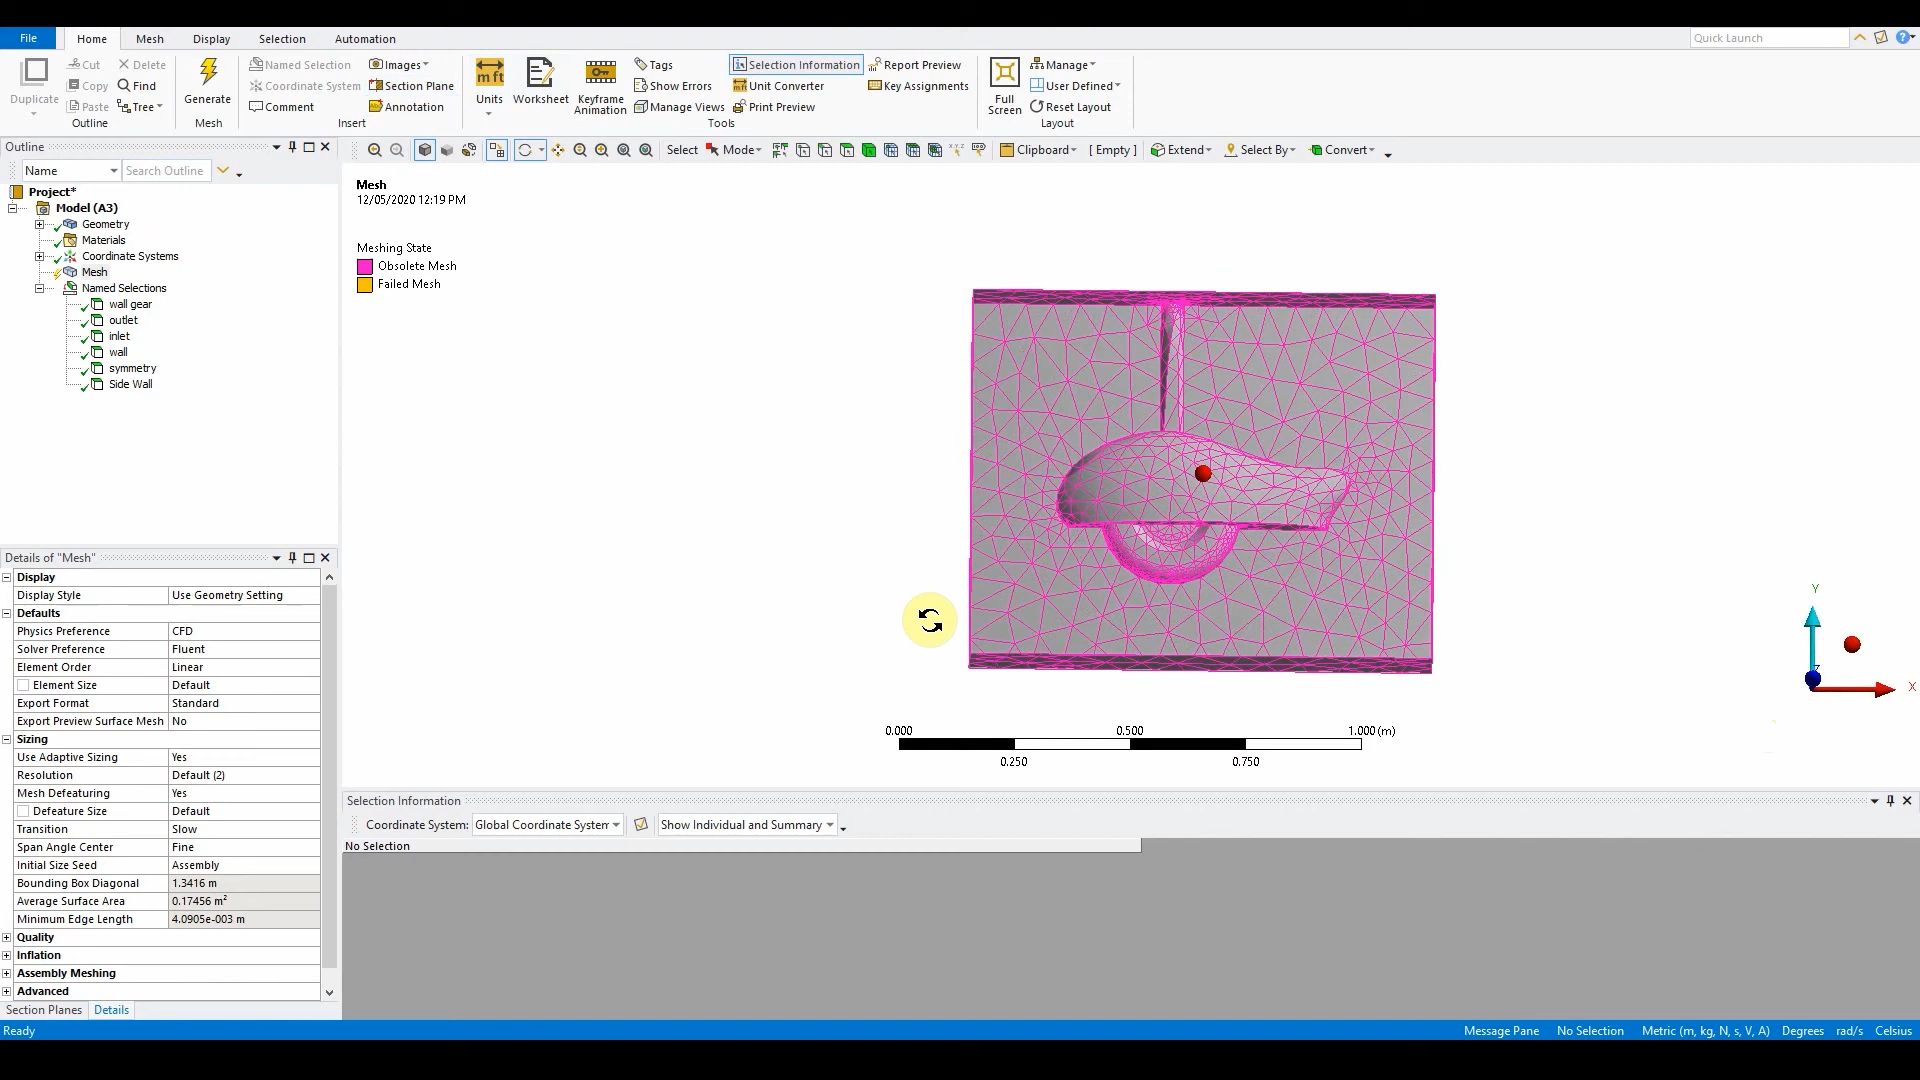 File Home Mesh Display Selection Automation Quick Launch
Duplicate Cut Copy Paste Delete Find Tree Outline
Generate Mesh
Named Selection Coordinate System Comment Images Section Plane Annotation Insert
m ft Units Worksheet Keyframe Animation Tags Show Errors Manage Views Selection Information Unit Converter Print Preview Report Preview Key Assignments Tools
Full Screen Manage User Defined Reset Layout Layout
Outline
Select Mode Clipboard [ Empty ] Extend Select By Convert
Name Search Outline
Project*
Model (A3)
Geometry
Materials
Coordinate Systems
Mesh
Named Selections
wall gear
outlet
inlet
wall
symmetry
Side Wall
Mesh
12/05/2020 12:19 PM
Meshing State
Obsolete Mesh
Failed Mesh
Y
Z
X
0.000 0.500 1.000 (m)
0.250 0.750
Details of "Mesh"
Display
Display Style Use Geometry Setting
Defaults
Physics Preference CFD
Solver Preference Fluent
Element Order Linear
Element Size Default
Export Format Standard
Export Preview Surface Mesh No
Sizing
Use Adaptive Sizing Yes
Resolution Default (2)
Mesh Defeaturing Yes
Defeature Size Default
Transition Slow
Span Angle Center Fine
Initial Size Seed Assembly
Bounding Box Diagonal 1.3416 m
Average Surface Area 0.17456 m²
Minimum Edge Length 4.0905e-003 m
Quality
Inflation
Assembly Meshing
Advanced
Section Planes Details
Selection Information
Coordinate System: Global Coordinate System Show Individual and Summary
No Selection
Ready Message Pane No Selection Metric (m, kg, N, s, V, A) Degrees rad/s Celsius